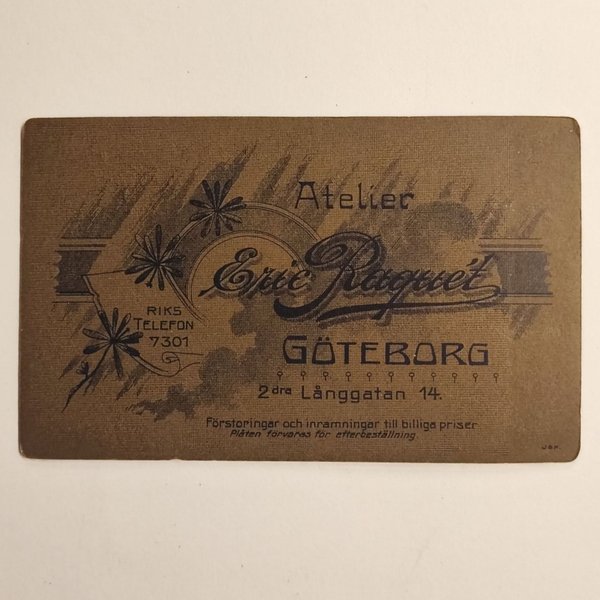 Atelier
Eric Raquét
GÖTEBORG
2dra Långgatan 14.
RIKS
TELEFON
7301
Förstoringar och inramningar till billiga priser
Plåten förvaras för efterbeställning.